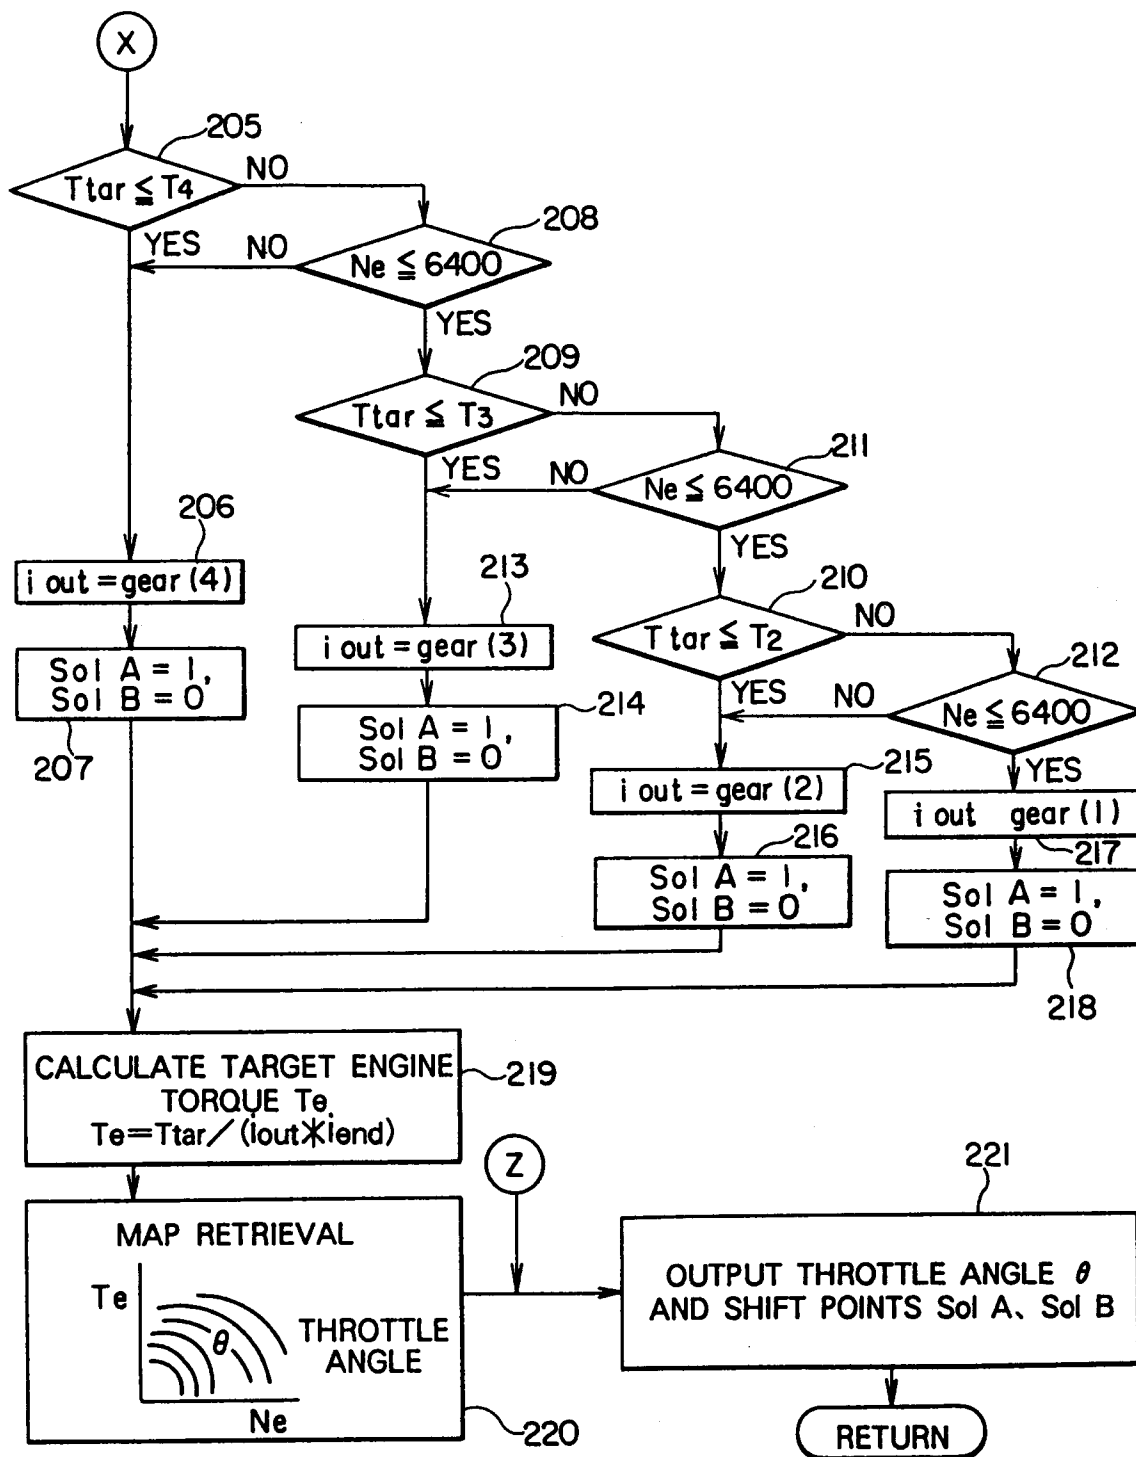 X
205
Ttar ≦ T4
NO
YES
208
NO
Ne ≦ 6400
YES
209
Ttar ≦ T3
NO
YES
211
NO
Ne ≦ 6400
YES
206
i out = gear (4)
213
i out = gear (3)
210
T tar ≦ T2
NO
YES
212
NO
Ne ≦ 6400
YES
Sol A = 1,
Sol B = 0
207
214
Sol A = 1,
Sol B = 0
215
i out = gear (2)
i out gear (1)
217
216
Sol A = 1,
Sol B = 0
Sol A = 1,
Sol B = 0
218
CALCULATE TARGET ENGINE
TORQUE Te
Te = Ttar / (iout * iend)
219
Z
221
MAP RETRIEVAL
Te
θ
THROTTLE
ANGLE
Ne
220
OUTPUT THROTTLE ANGLE θ
AND SHIFT POINTS Sol A、Sol B
RETURN